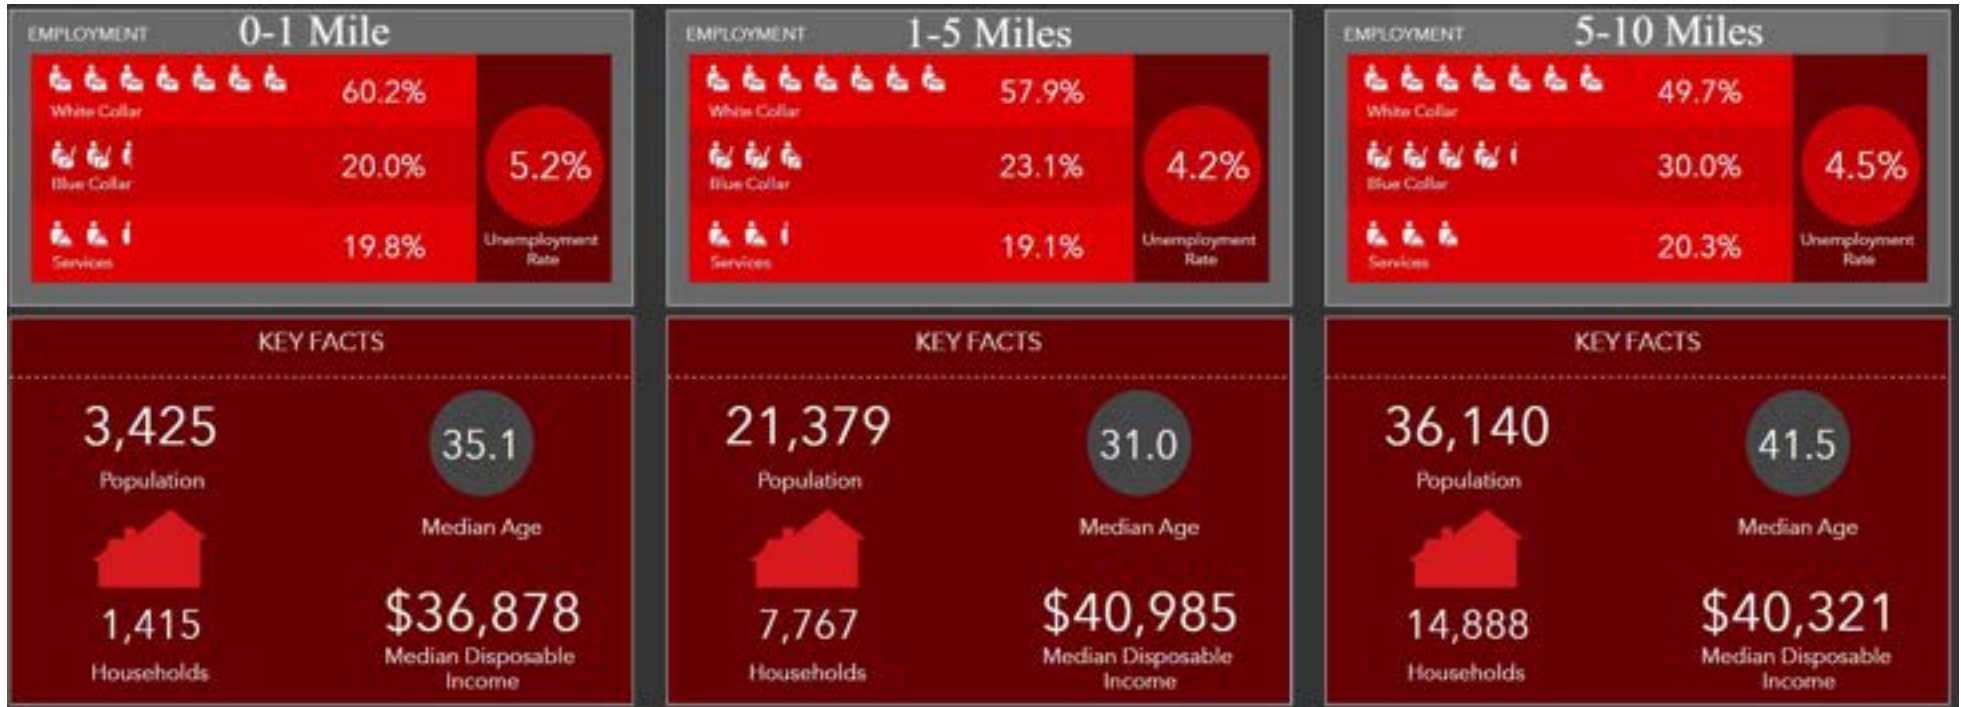 EMPLOYMENT 0-1 Mile
White Collar 60.2%
Blue Collar 20.0%
Services 19.8%
5.2%
Unemployment
Rate
EMPLOYMENT 1-5 Miles
White Collar 57.9%
Blue Collar 23.1%
Services 19.1%
4.2%
Unemployment
Rate
EMPLOYMENT 5-10 Miles
White Collar 49.7%
Blue Collar 30.0%
Services 20.3%
4.5%
Unemployment
Rate
KEY FACTS
3,425
Population
35.1
Median Age
1,415
Households
$36,878
Median Disposable
Income
KEY FACTS
21,379
Population
31.0
Median Age
7,767
Households
$40,985
Median Disposable
Income
KEY FACTS
36,140
Population
41.5
Median Age
14,888
Households
$40,321
Median Disposable
Income